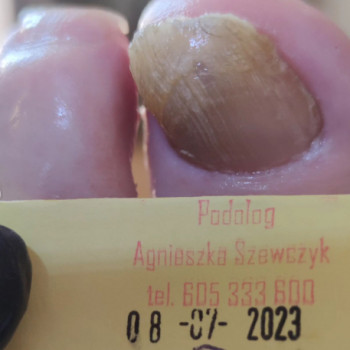 Podolog
Agnieszka Szewczyk
tel. 605 333 600
08 -07- 2023